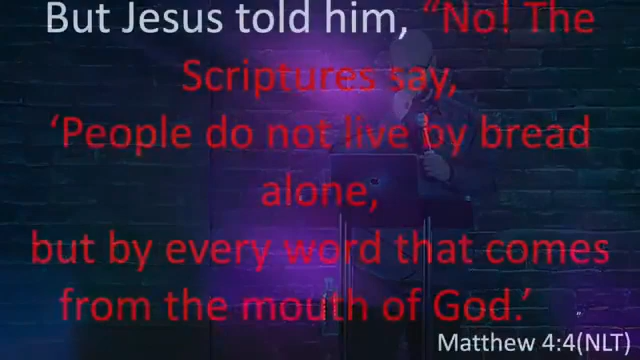 But Jesus told him, “No! The
Scriptures say,
‘People do not live by bread
alone,
but by every word that comes
from the mouth of God.’ ”
Matthew 4:4(NLT)